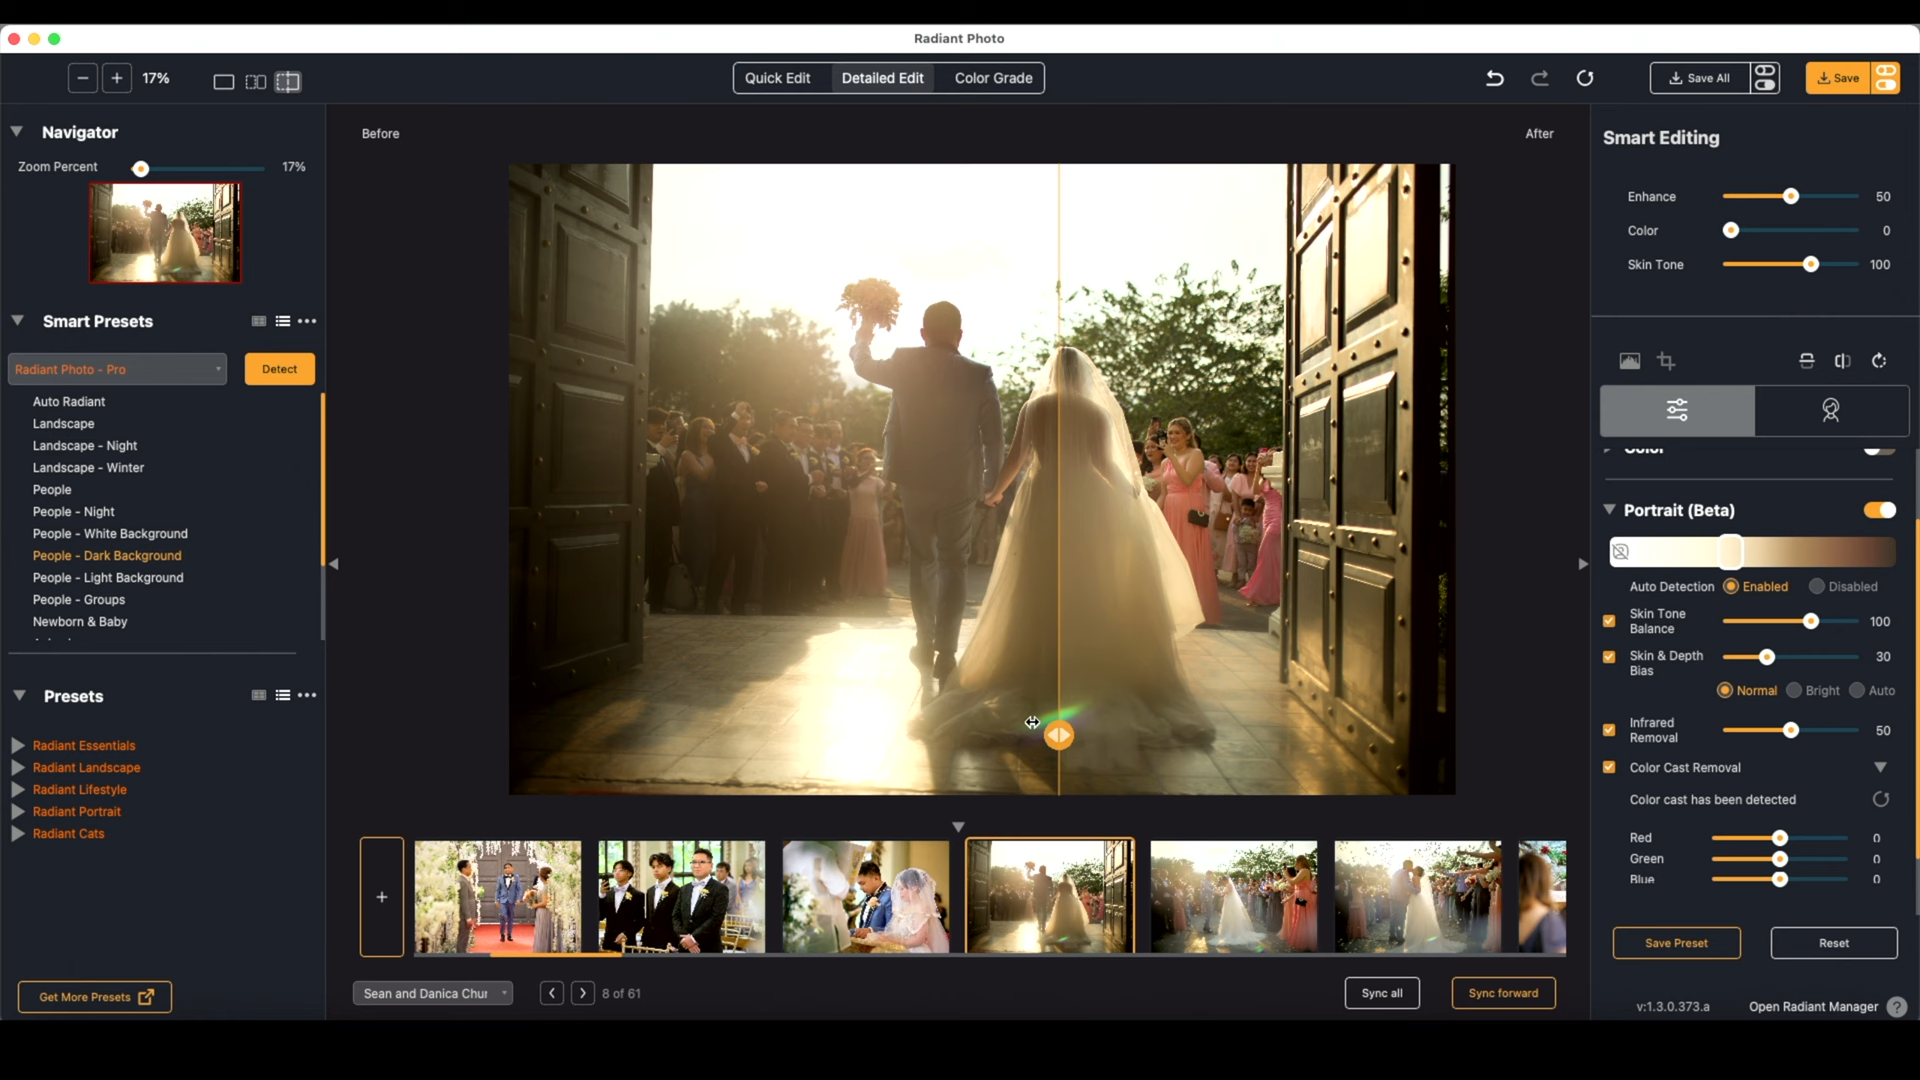 Radiant Photo
17%
Quick Edit
Detailed Edit
Color Grade
Save All
Save
Navigator
Zoom Percent
17%
Smart Presets
Radiant Photo - Pro
Detect
Auto Radiant
Landscape
Landscape - Night
Landscape - Winter
People
People - Night
People - White Background
People - Dark Background
People - Light Background
People - Groups
Newborn & Baby
Presets
Radiant Essentials
Radiant Landscape
Radiant Lifestyle
Radiant Portrait
Radiant Cats
Get More Presets
Before
After
Sean and Danica Chur
8 of 61
Sync all
Sync forward
Smart Editing
Enhance 50
Color 0
Skin Tone 100
Color
Portrait (Beta)
Auto Detection Enabled Disabled
Skin Tone
Balance
100
Skin & Depth
Bias
30
Normal Bright Auto
Infrared
Removal
50
Color Cast Removal
Color cast has been detected
Red 0
Green 0
Blue 0
Save Preset
Reset
v:1.3.0.373.a
Open Radiant Manager ?